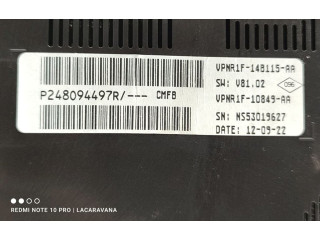 VPNR1F-14B115-AA
SW: V81.02
096
P248094497R/--- CMFB
VPNR1F-10849-AA
SN: NS53019627
DATE: 12-09-22
REDMI NOTE 10 PRO | LACARAVANA